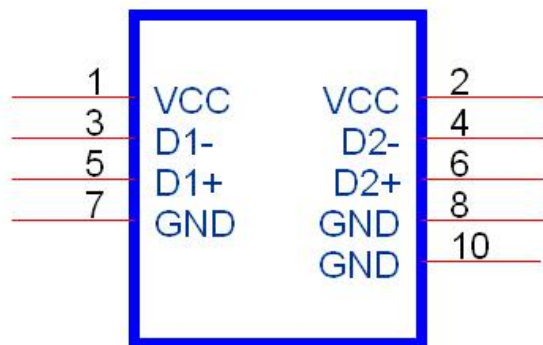 1 VCC VCC 2
3 D1- D2- 4
5 D1+ D2+ 6
7 GND GND 8
GND 10